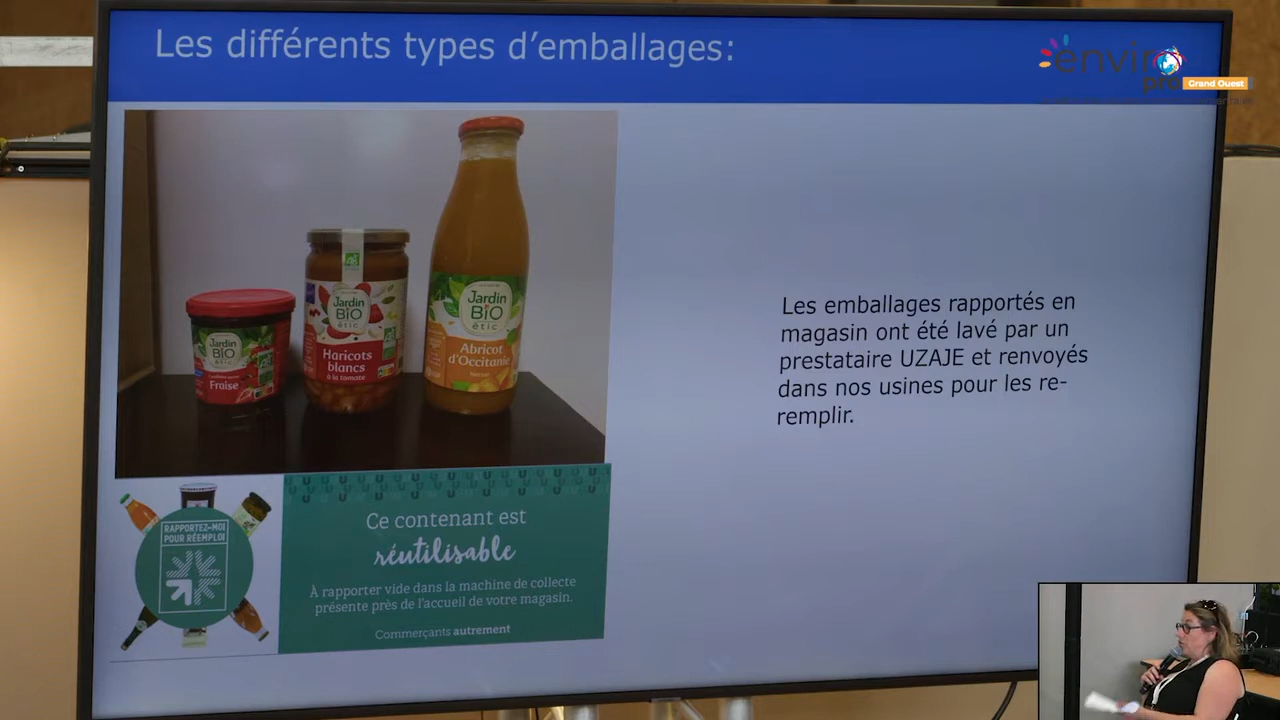 Les différents types d’emballages:
enviro
pro
Grand Ouest
Jardin
BiO
étic
Fraise
Jardin
BiO
étic
Haricots
blancs
à la tomate
Jardin
BiO
étic
Abricot
d'Occitanie
Nectar
Les emballages rapportés en
magasin ont été lavé par un
prestataire UZAJE et renvoyés
dans nos usines pour les re-
remplir.
RAPPORTEZ-MOI
POUR RÉEMPLOI
Ce contenant est
réutilisable
À rapporter vide dans la machine de collecte
présente près de l'accueil de votre magasin.
Commerçants autrement